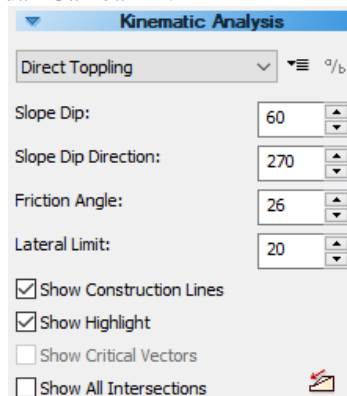 Kinematic Analysis
Direct Toppling a/b
Slope Dip: 60
Slope Dip Direction: 270
Friction Angle: 26
Lateral Limit: 20
Show Construction Lines
Show Highlight
Show Critical Vectors
Show All Intersections